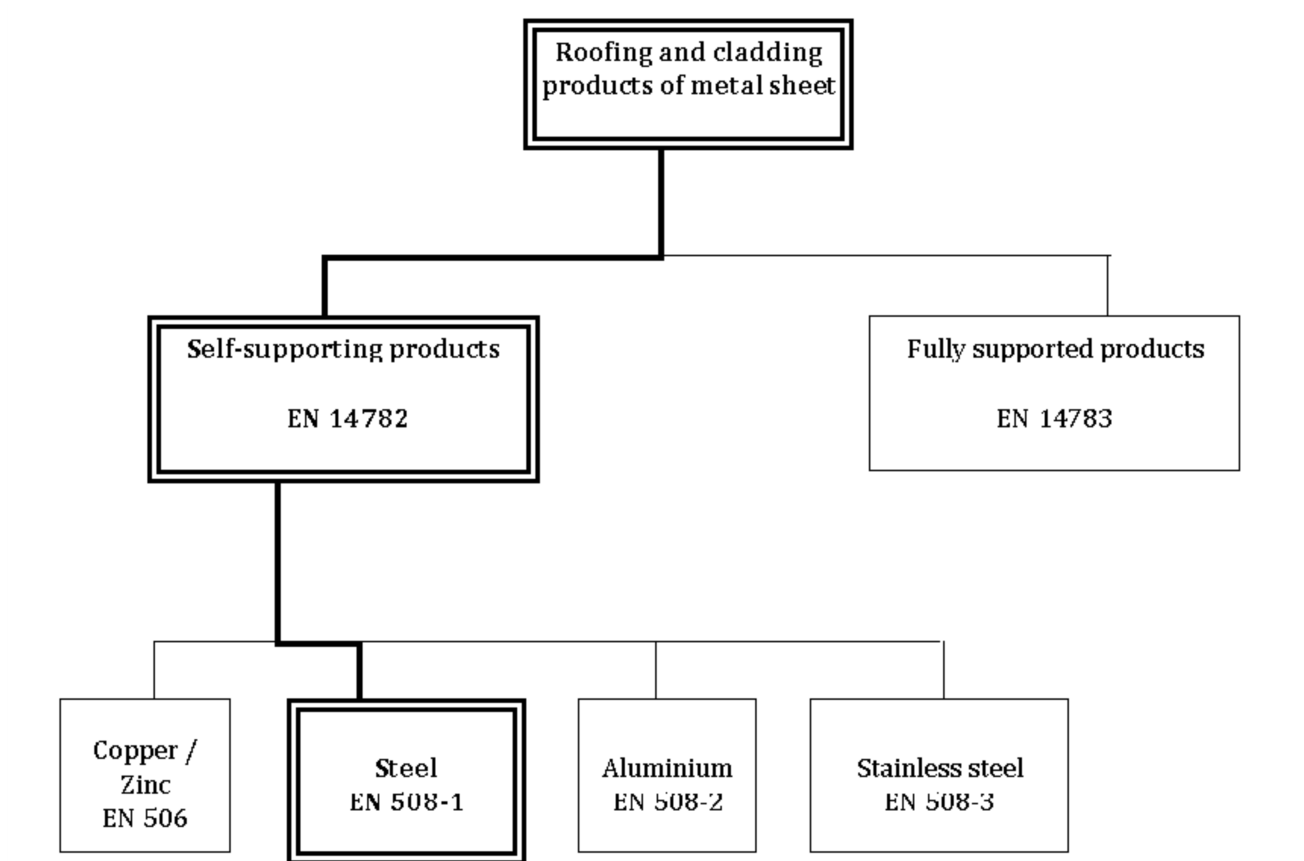 Roofing and cladding
products of metal sheet
Self-supporting products
EN 14782
Fully supported products
EN 14783
Copper /
Zinc
EN 506
Steel
EN 508-1
Aluminium
EN 508-2
Stainless steel
EN 508-3